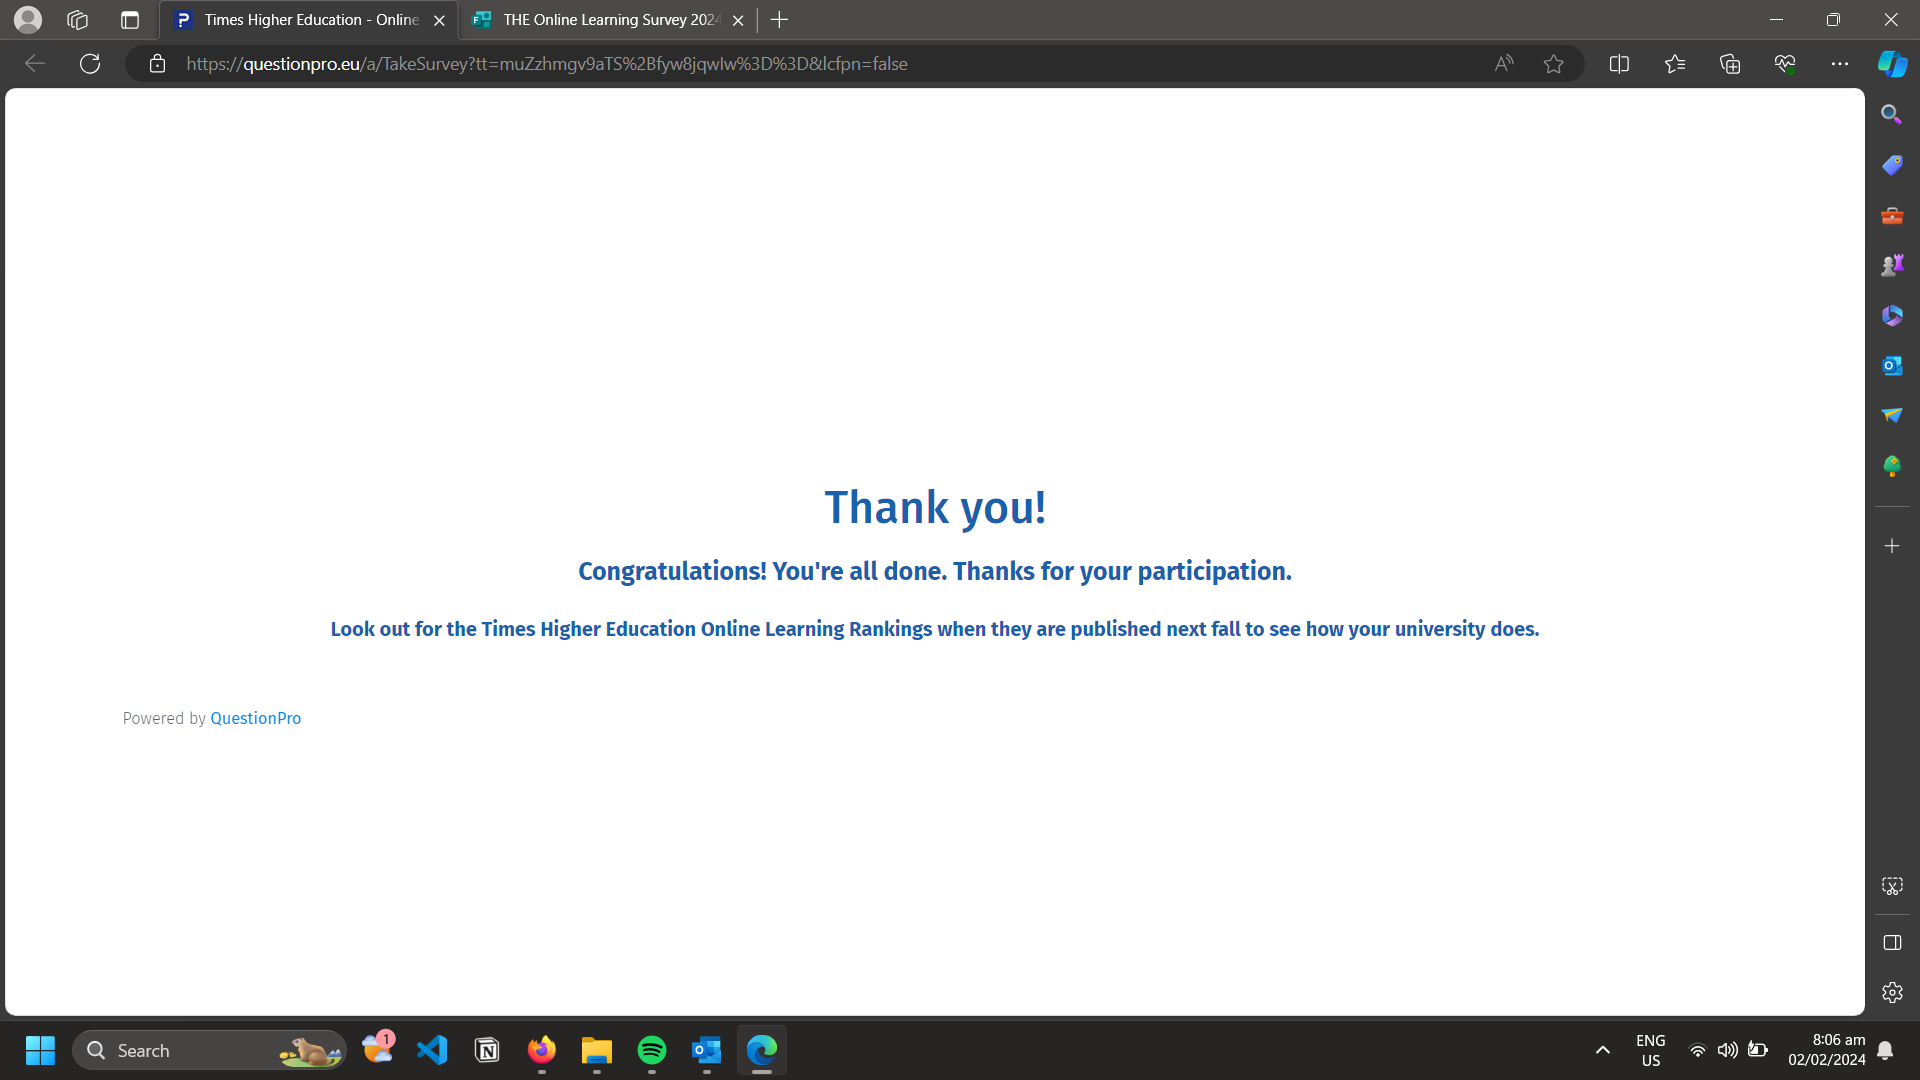 Times Higher Education - Online
THE Online Learning Survey 2024
https://questionpro.eu/a/TakeSurvey?tt=muZzhmgv9aTS%2Bfyw8jqwlw%3D%3D&lcfpn=false
Thank you!
Congratulations! You're all done. Thanks for your participation.
Look out for the Times Higher Education Online Learning Rankings when they are published next fall to see how your university does.
Powered by QuestionPro
Search
1
ENG
US
8:06 am
02/02/2024